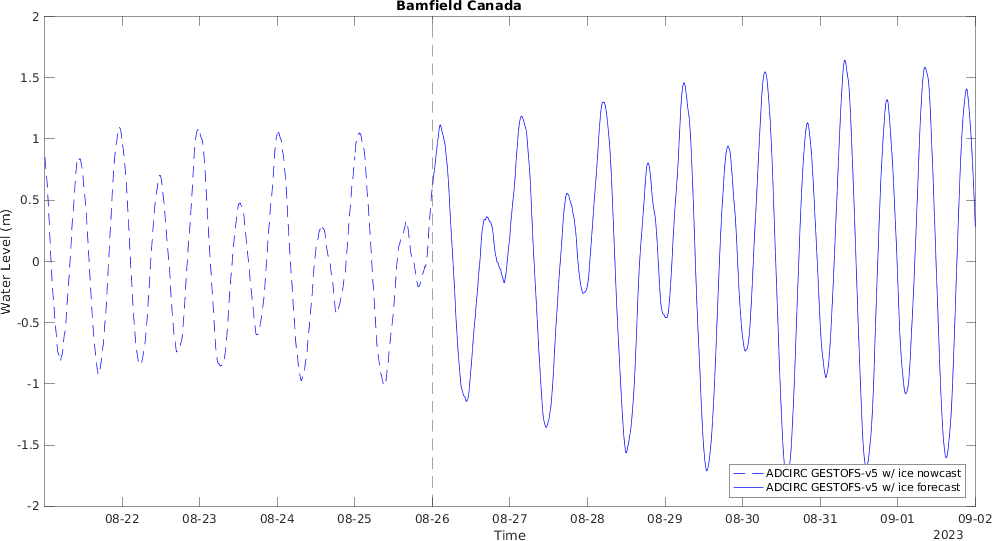 Bamfield Canada
2
1.5
1
0.5
0
-0.5
-1
-1.5
-2
Water Level (m)
ADCIRC GESTOFS-v5 w/ ice nowcast
ADCIRC GESTOFS-v5 w/ ice forecast
08-22 08-23 08-24 08-25 08-26 08-27 08-28 08-29 08-30 08-31 09-01 09-02
Time
2023